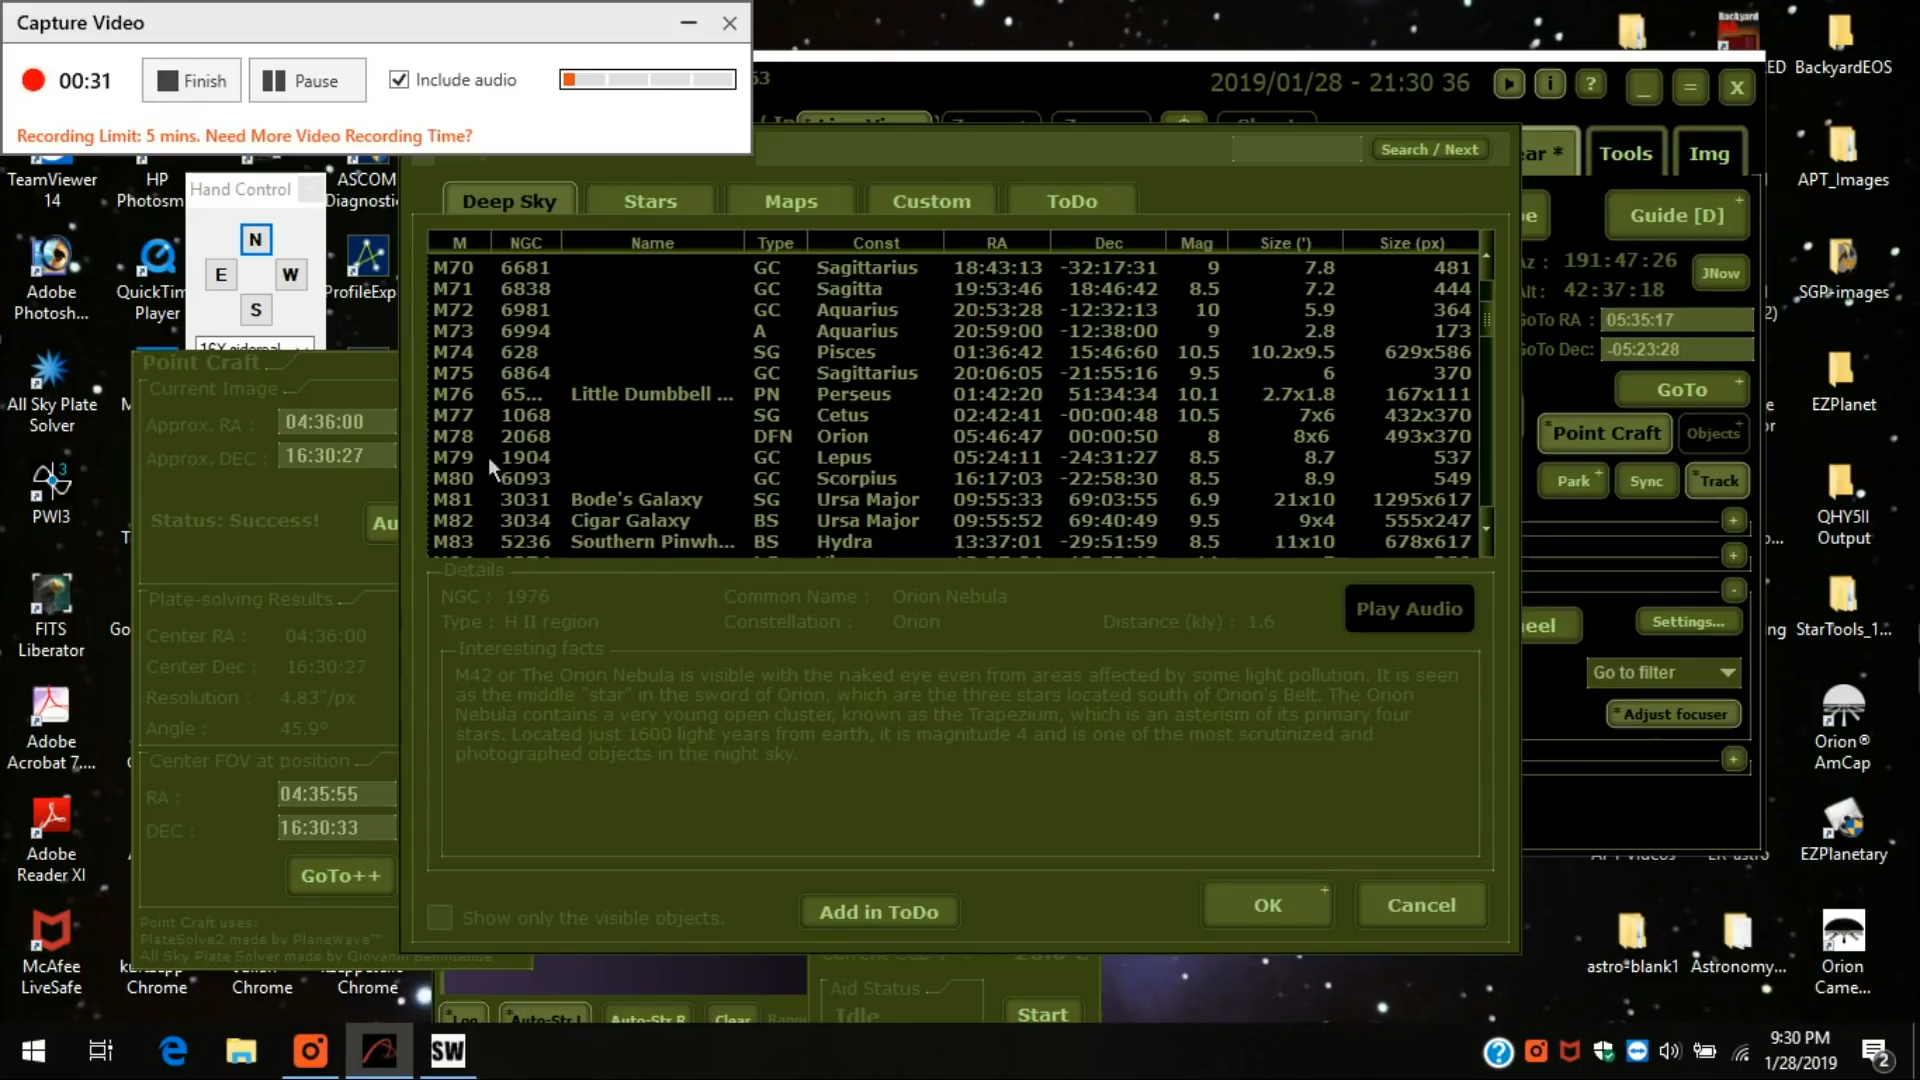 Capture Video
00:31 Finish Pause Include audio
Recording Limit: 5 mins. Need More Video Recording Time?
2019/01/28 - 21:30 36
BackyardEOS
Search / Next
Tools Img
TeamViewer 14
HP Photosm
Hand Control
ASCOM Diagnosti
APT_Images
N
E W
S
Deep Sky Stars Maps Custom ToDo
Guide [D]
M NGC Name Type Const RA Dec Mag Size (') Size (px)
M70 6681 GC Sagittarius 18:43:13 -32:17:31 9 7.8 481
M71 6838 GC Sagitta 19:53:46 18:46:42 8.5 7.2 444
M72 6981 GC Aquarius 20:53:28 -12:32:13 10 5.9 364
M73 6994 A Aquarius 20:59:00 -12:38:00 9 2.8 173
M74 628 SG Pisces 01:36:42 15:46:60 10.5 10.2x9.5 629x586
M75 6864 GC Sagittarius 20:06:05 -21:55:16 9.5 6 370
M76 65... Little Dumbbell ... PN Perseus 01:42:20 51:34:34 10.1 2.7x1.8 167x111
M77 1068 SG Cetus 02:42:41 -00:00:48 10.5 7x6 432x370
M78 2068 DFN Orion 05:46:47 00:00:50 8 8x6 493x370
M79 1904 GC Lepus 05:24:11 -24:31:27 8.5 8.7 537
M80 6093 GC Scorpius 16:17:03 -22:58:30 8.5 8.9 549
M81 3031 Bode's Galaxy SG Ursa Major 09:55:33 69:03:55 6.9 21x10 1295x617
M82 3034 Cigar Galaxy BS Ursa Major 09:55:52 69:40:49 9.5 9x4 555x247
M83 5236 Southern Pinwh... BS Hydra 13:37:01 -29:51:59 8.5 11x10 678x617
191:47:26 JNow
42:37:18
GoTo RA : 05:35:17
GoTo Dec: -05:23:28
GoTo
Point Craft Objects
Park Sync Track
Settings...
Go to filter
Adjust focuser
Adobe Photosh...
QuickTim Player
ProfileExp
SGP-images
All Sky Plate Solver
EZPlanet
PWI3
QHY5II Output
FITS Liberator
StarTools_1...
Adobe Acrobat 7....
Orion® AmCap
Adobe Reader XI
EZPlanetary
McAfee LiveSafe
Chrome
Chrome
Chrome
astro-blank1
Astronomy...
Orion Came...
Point Craft
Current Image
Approx. RA : 04:36:00
Approx. DEC : 16:30:27
Status: Success! Au
Plate-solving Results
Center RA : 04:36:00
Center Dec : 16:30:27
Resolution : 4.83"/px
Angle : 45.9º
Center FOV at position
RA : 04:35:55
DEC : 16:30:33
GoTo++
Point Craft uses:
PlateSolve2 made by PlaneWave™
All Sky Plate Solver made by Giovanni Benintende
Details
NGC : 1976 Common Name : Orion Nebula
Type : H II region Constellation : Orion Distance (kly) : 1.6
Play Audio
Interesting facts
M42 or The Orion Nebula is visible with the naked eye even from areas affected by some light pollution. It is seen
as the middle "star" in the sword of Orion, which are the three stars located south of Orion's Belt. The Orion
Nebula contains a very young open cluster, known as the Trapezium, which is an asterism of its primary four
stars. Located just 1600 light years from earth, it is magnitude 4 and is one of the most scrutinized and
photographed objects in the night sky.
Show only the visible objects. Add in ToDo OK Cancel
Aid Status
Idle
Start
Log Auto-Str L Auto-Str R Clear
SW
9:30 PM
1/28/2019
2